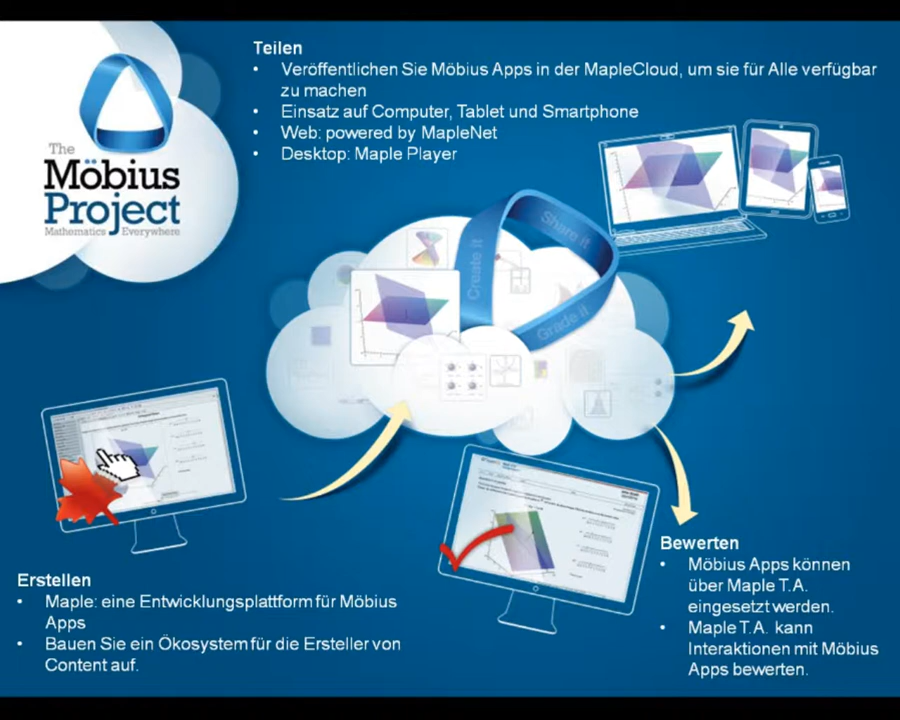 The
Möbius
Project
Mathematics Everywhere
Teilen
• Veröffentlichen Sie Möbius Apps in der MapleCloud, um sie für Alle verfügbar
zu machen
• Einsatz auf Computer, Tablet und Smartphone
• Web: powered by MapleNet
• Desktop: Maple Player
Create it
Share it
Grade it
Erstellen
• Maple: eine Entwicklungsplattform für Möbius
Apps
• Bauen Sie ein Ökosystem für die Ersteller von
Content auf.
Bewerten
• Möbius Apps können
über Maple T.A.
eingesetzt werden.
• Maple T.A. kann
Interaktionen mit Möbius
Apps bewerten.